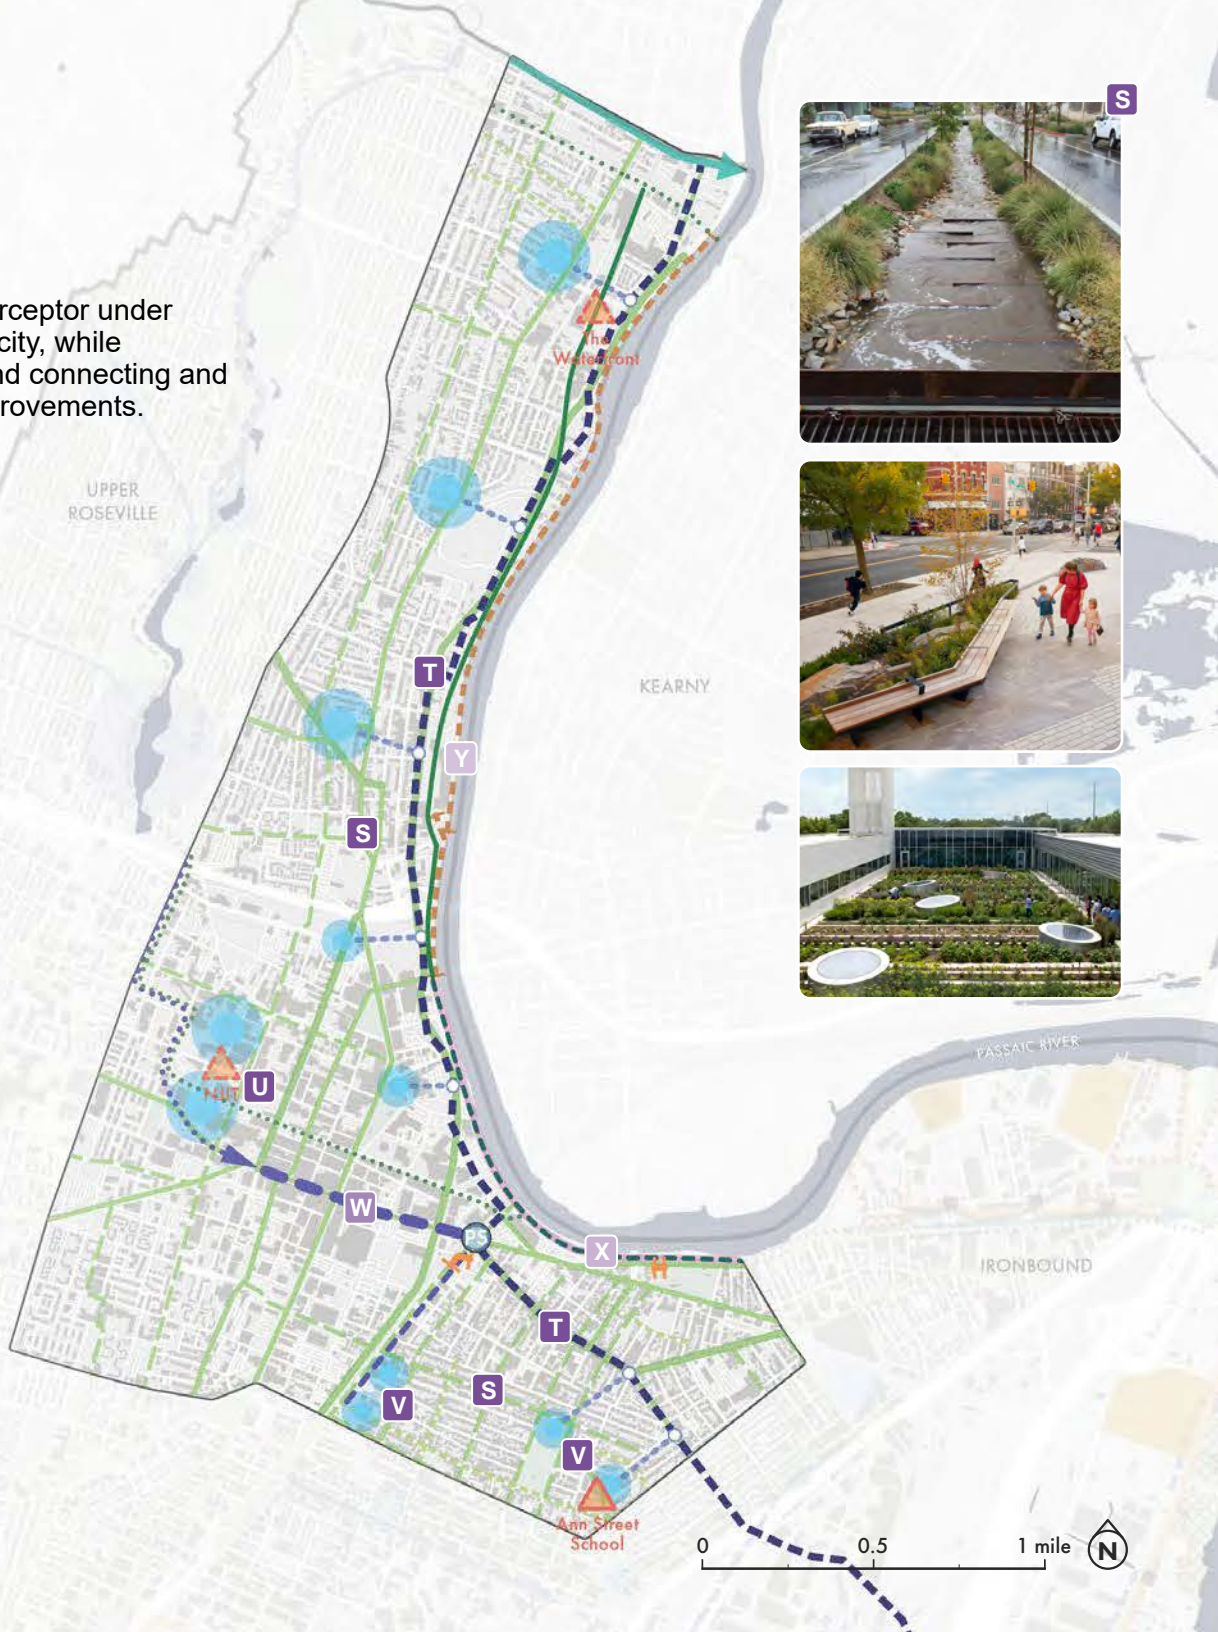 S
rceptor under
city, while
nd connecting and
rovements.
The
Waterfront
UPPER
ROSEVILLE
T
KEARNY
Y
S
PASSAIC RIVER
NJIT
U
W
PS
X
IRONBOUND
T
S
V
V
Ann Street
School
0 0.5 1 mile
N